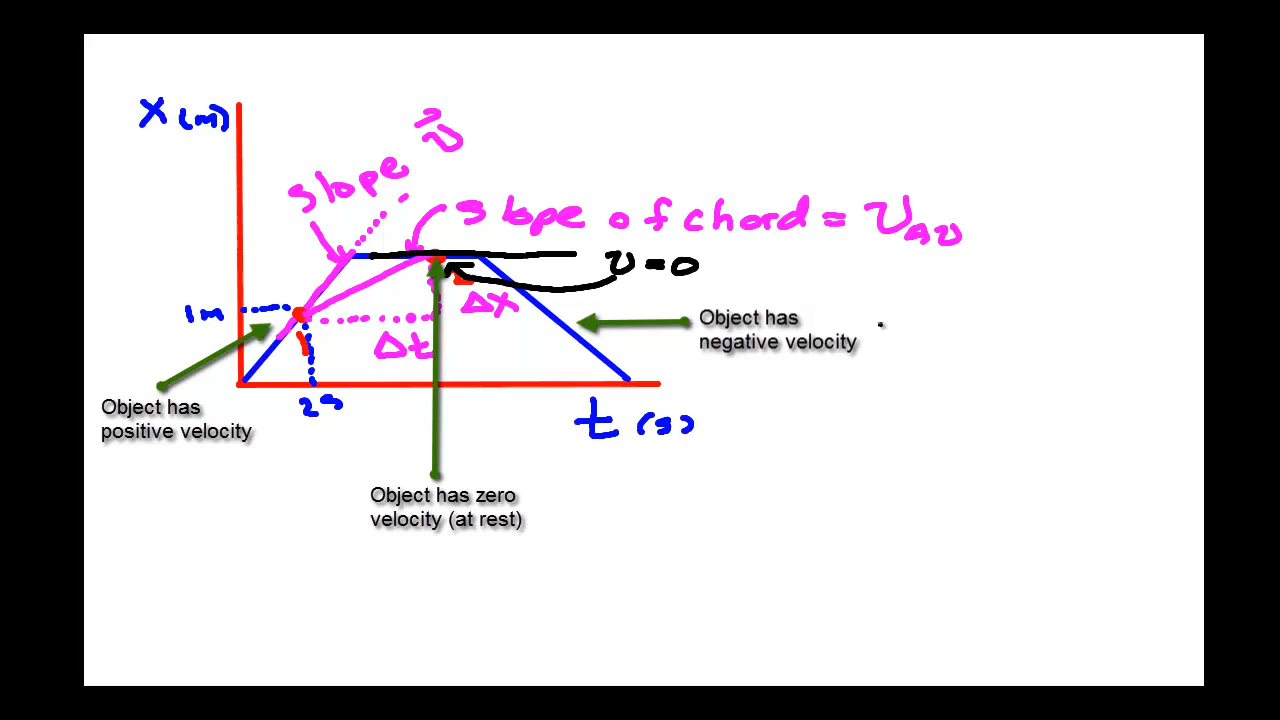 X (m)
slope v⃗
slope of chord = VAV
v = 0
Δx
1m
Object has
negative velocity
Δt
2s
Object has
positive velocity
t (s)
I
II
Object has zero
velocity (at rest)